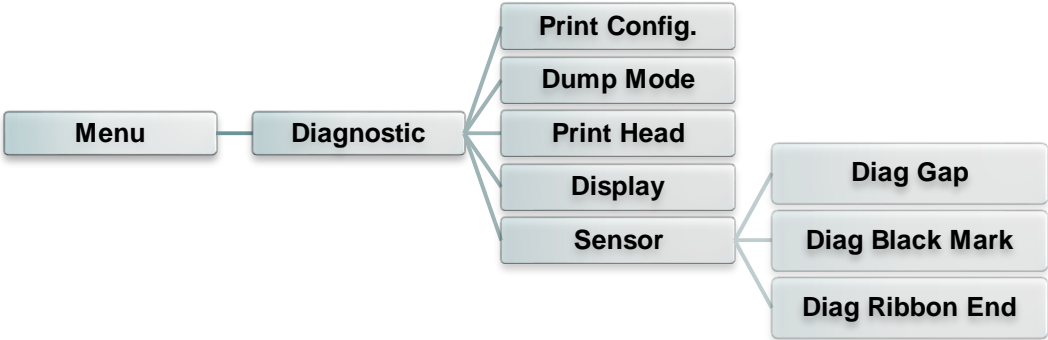 Menu
Diagnostic
Print Config.
Dump Mode
Print Head
Display
Sensor
Diag Gap
Diag Black Mark
Diag Ribbon End